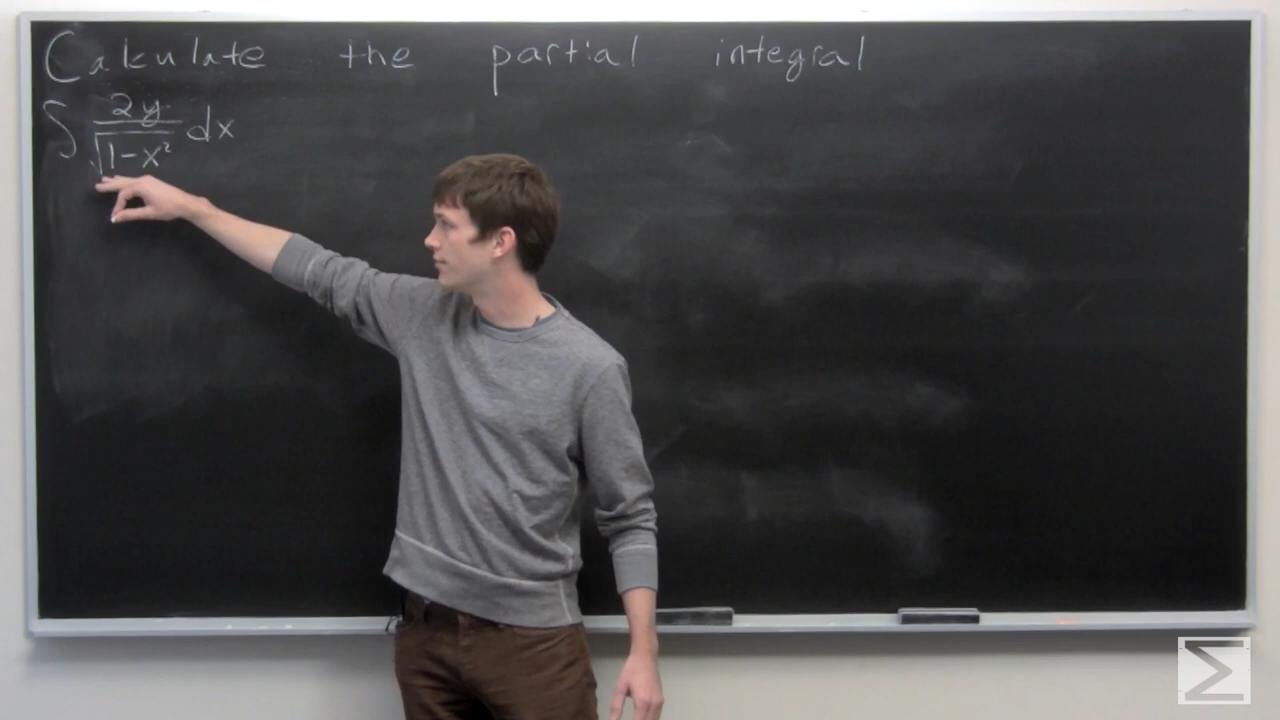 Calculate the partial integral
∫ 2y/√(1-x²) dx